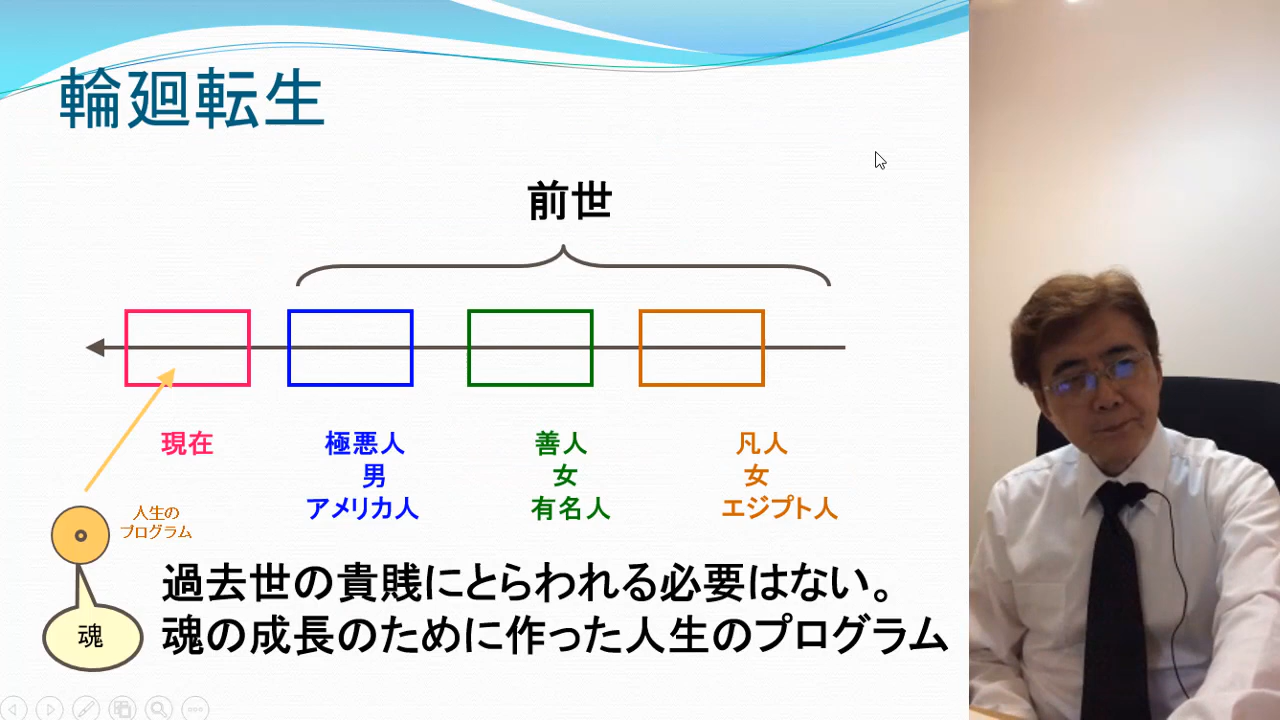 輪廻転生
前世
現在
極悪人
男
アメリカ人
善人
女
有名人
凡人
女
エジプト人
人生の
プログラム
過去世の貴賎にとらわれる必要はない。
魂の成長のために作った人生のプログラム
魂